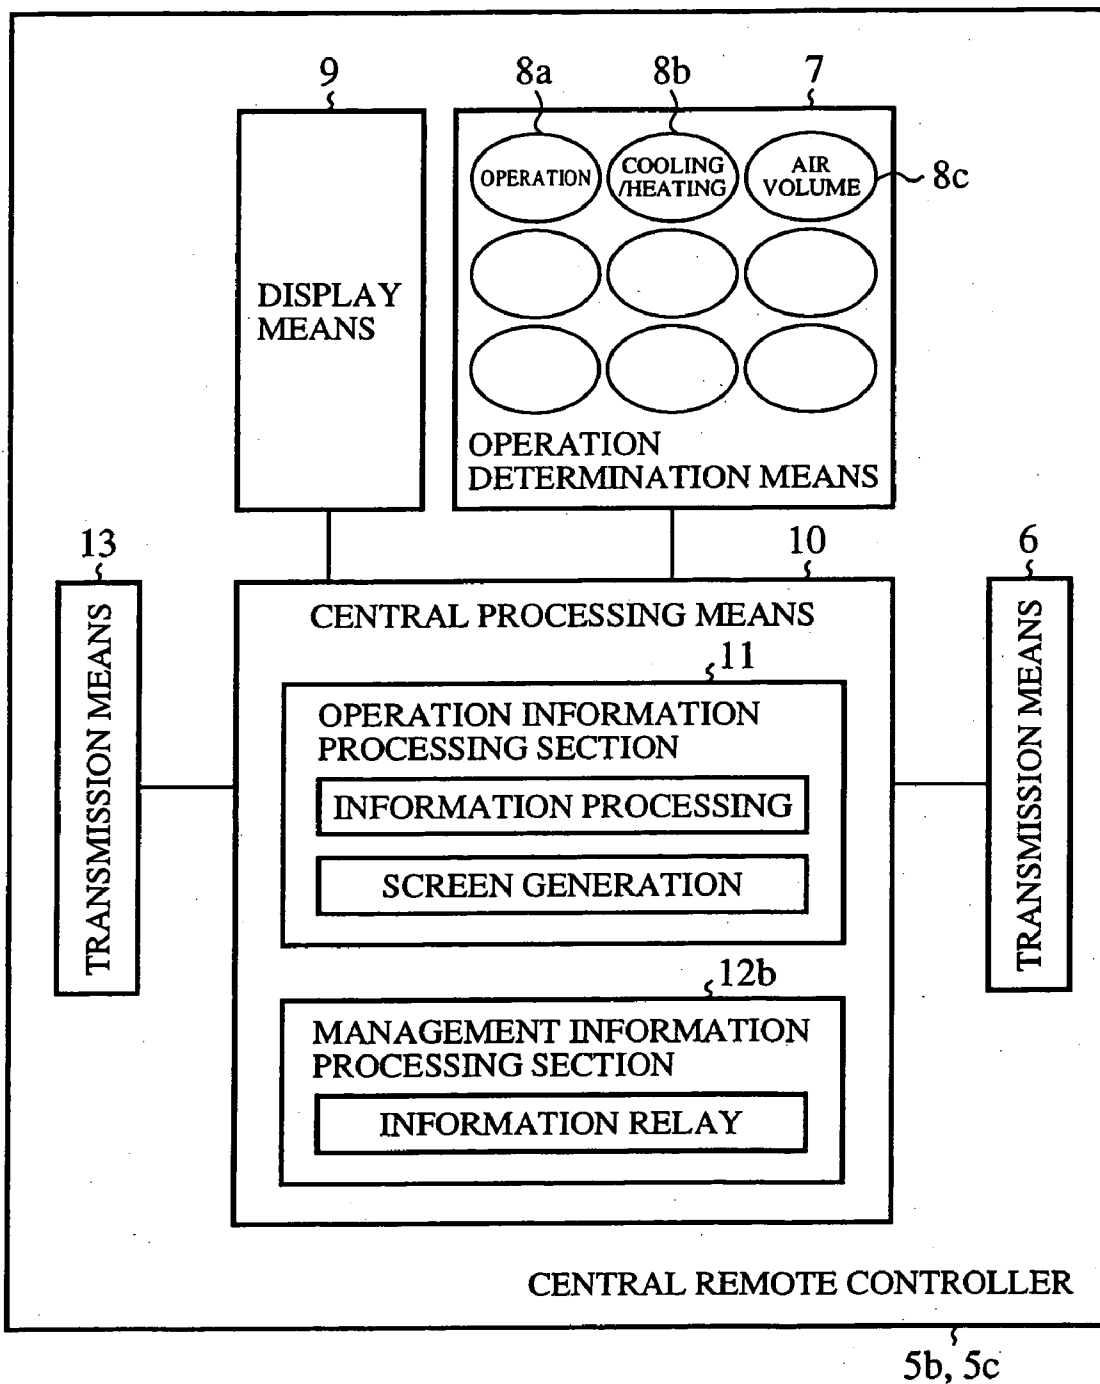 9
8a
8b
7
OPERATION
COOLING
/HEATING
AIR
VOLUME
8c
DISPLAY
MEANS
OPERATION
DETERMINATION MEANS
13
10
6
TRANSMISSION MEANS
CENTRAL PROCESSING MEANS
11
OPERATION INFORMATION
PROCESSING SECTION
INFORMATION PROCESSING
SCREEN GENERATION
12b
MANAGEMENT INFORMATION
PROCESSING SECTION
INFORMATION RELAY
TRANSMISSION MEANS
CENTRAL REMOTE CONTROLLER
5b, 5c